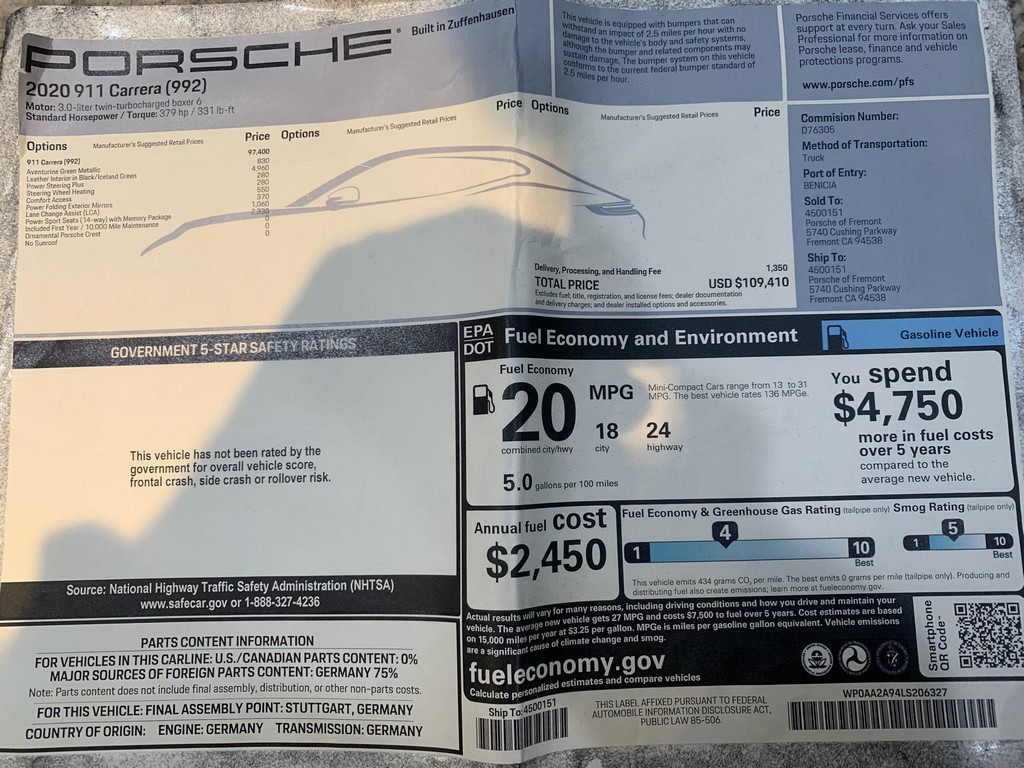 PORSCHE®
Built in Zuffenhausen
2020 911 Carrera (992)
Motor: 3.0-liter twin-turbocharged boxer 6
Standard Horsepower / Torque: 379 hp / 331 lb-ft
This vehicle is equipped with bumpers that can
withstand an impact of 2.5 miles per hour with no
damage to the vehicle's body and safety systems,
although the bumper and related components may
sustain damage. The bumper system on this vehicle
conforms to the current federal bumper standard of
2.5 miles per hour.
Porsche Financial Services offers
support at every turn. Ask your Sales
Professional for more information on
Porsche lease, finance and vehicle
protections programs.
www.porsche.com/pfs
Options Manufacturer's Suggested Retail Prices Price
Options Manufacturer's Suggested Retail Prices Price
Options Manufacturer's Suggested Retail Prices Price
911 Carrera (992) 97,400
Aventurine Green Metallic 830
Leather Interior in Black/Iceland Green 4,960
Power Steering Plus 280
Steering Wheel Heating 280
Comfort Access 550
Power Folding Exterior Mirrors 370
Lane Change Assist (LCA) 1,060
Power Sport Seats (14-way) with Memory Package 2,330
Included First Year / 10,000 Mile Maintenance 0
Ornamental Porsche Crest 0
No Sunroof 0
Delivery, Processing, and Handling Fee 1,350
TOTAL PRICE USD $109,410
Excludes fuel; title, registration, and license fees; dealer documentation
and delivery charges; and dealer installed options and accessories.
Commision Number:
D76305
Method of Transportation:
Truck
Port of Entry:
BENICIA
Sold To:
4500151
Porsche of Fremont
5740 Cushing Parkway
Fremont CA 94538
Ship To:
4500151
Porsche of Fremont
5740 Cushing Parkway
Fremont CA 94538
GOVERNMENT 5-STAR SAFETY RATINGS
This vehicle has not been rated by the
government for overall vehicle score,
frontal crash, side crash or rollover risk.
Source: National Highway Traffic Safety Administration (NHTSA)
www.safecar.gov or 1-888-327-4236
PARTS CONTENT INFORMATION
FOR VEHICLES IN THIS CARLINE: U.S./CANADIAN PARTS CONTENT: 0%
MAJOR SOURCES OF FOREIGN PARTS CONTENT: GERMANY 75%
Note: Parts content does not include final assembly, distribution, or other non-parts costs.
FOR THIS VEHICLE: FINAL ASSEMBLY POINT: STUTTGART, GERMANY
COUNTRY OF ORIGIN: ENGINE: GERMANY TRANSMISSION: GERMANY
EPA
DOT
Fuel Economy and Environment
Gasoline Vehicle
Fuel Economy
20 MPG
combined city/hwy
18 city
24 highway
5.0 gallons per 100 miles
Mini-Compact Cars range from 13 to 31
MPG. The best vehicle rates 136 MPGe.
You spend
$4,750
more in fuel costs
over 5 years
compared to the
average new vehicle.
Annual fuel cost
$2,450
Fuel Economy & Greenhouse Gas Rating (tailpipe only)
1 4 10
Best
Smog Rating (tailpipe only)
1 5 10
Best
This vehicle emits 434 grams CO2 per mile. The best emits 0 grams per mile (tailpipe only). Producing and
distributing fuel also create emissions; learn more at fueleconomy.gov.
Actual results will vary for many reasons, including driving conditions and how you drive and maintain your
vehicle. The average new vehicle gets 27 MPG and costs $7,500 to fuel over 5 years. Cost estimates are based
on 15,000 miles per year at $3.25 per gallon. MPGe is miles per gasoline gallon equivalent. Vehicle emissions
are a significant cause of climate change and smog.
fueleconomy.gov
Calculate personalized estimates and compare vehicles
Smartphone
QR Code
Ship To: 4500151
THIS LABEL AFFIXED PURSUANT TO FEDERAL
AUTOMOBILE INFORMATION DISCLOSURE ACT,
PUBLIC LAW 85-506.
WP0AA2A94LS206327